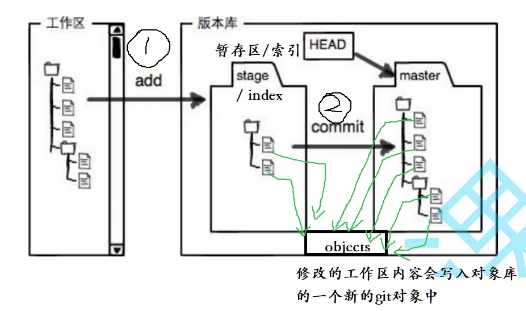 工作区
版本库
①
add
暂存区/索引
HEAD
stage
/ index
master
②
commit
objects
修改的工作区内容会写入对象库
的一个新的git对象中
课